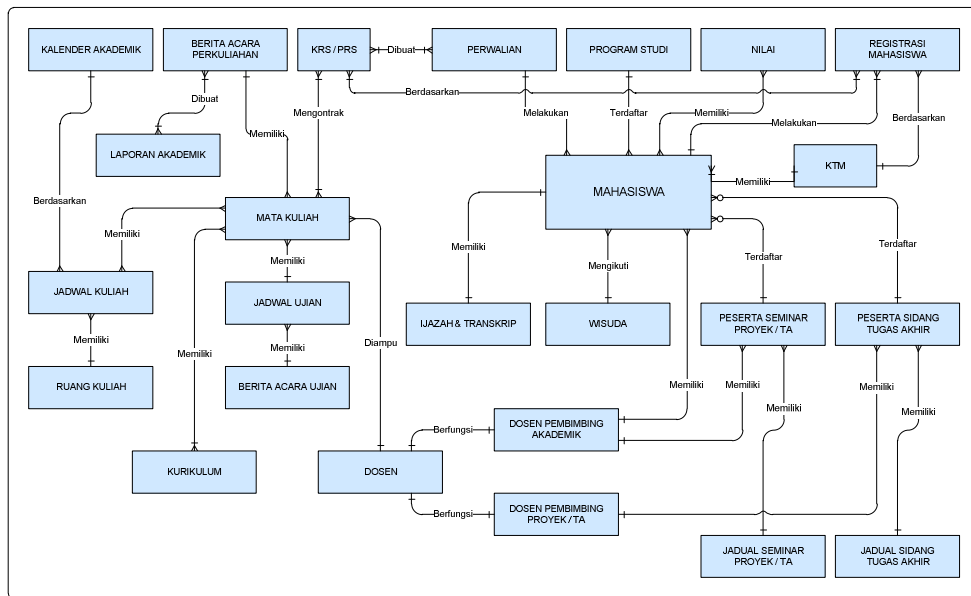 KALENDER AKADEMIK
BERITA ACARA
PERKULIAHAN
KRS / PRS
Dibuat
PERWALIAN
PROGRAM STUDI
NILAI
REGISTRASI
MAHASISWA
Dibuat
Berdasarkan
Mengontrak
Melakukan
Terdaftar
Memiliki
Melakukan
Berdasarkan
Memiliki
LAPORAN AKADEMIK
KTM
Memiliki
MAHASISWA
Berdasarkan
MATA KULIAH
Memiliki
Memiliki
Memiliki
Mengikuti
Terdaftar
Terdaftar
JADWAL KULIAH
JADWAL UJIAN
IJAZAH & TRANSKRIP
WISUDA
PESERTA SEMINAR
PROYEK / TA
PESERTA SIDANG
TUGAS AKHIR
Memiliki
Memiliki
Memiliki
Diampu
RUANG KULIAH
BERITA ACARA UJIAN
Memiliki
Memiliki
Memiliki
Memiliki
Memiliki
Berfungsi
DOSEN PEMBIMBING
AKADEMIK
KURIKULUM
DOSEN
Berfungsi
DOSEN PEMBIMBING
PROYEK / TA
JADUAL SEMINAR
PROYEK / TA
JADUAL SIDANG
TUGAS AKHIR